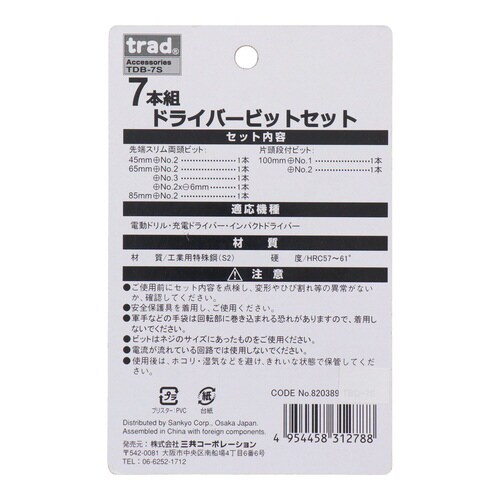 trad®
Accessories
TDB-7S
7本組
ドライバービットセット
セット内容
先端スリム両頭ビット:
45mm⊕No.2 ………………1本
65mm⊕No.2 ………………1本
⊕No.3 ………………1本
⊕No.2x⊖6mm………1本
85mm⊕No.2 ………………1本
片頭段付ビット:
100mm⊕No.1 ………………1本
⊕No.2 ………………1本
適応機種
電動ドリル・充電ドライバー・インパクトドライバー
材 質
材 質/工業用特殊鋼(S2) 硬 度/HRC57〜61°
注 意
●ご使用前にセット内容を点検し、変形やひび割れ等の異常がない
か、確認してください。
●安全保護具を着用し、ご使用ください。
●軍手などの手袋は回転部に巻き込まれる恐れがありますので、着用し
ないでください。
●ビットはネジのサイズにあったものをご使用ください。
●電流が流れている回路では使用しないでください。
●使用後は、ホコリ・湿気などを避け、きれいな状態で保管してくださ
い。
プラ
ブリスター:PVC
紙
台紙
CODE No.820389
Distributed by Sankyo Corp., Osaka Japan.
Assembled in China with foreign components.
発売元:株式会社 三共コーポレーション
〒542-0081 大阪市中央区南船場4丁目6番6号
TEL:06-6252-1712
4 954458 312788